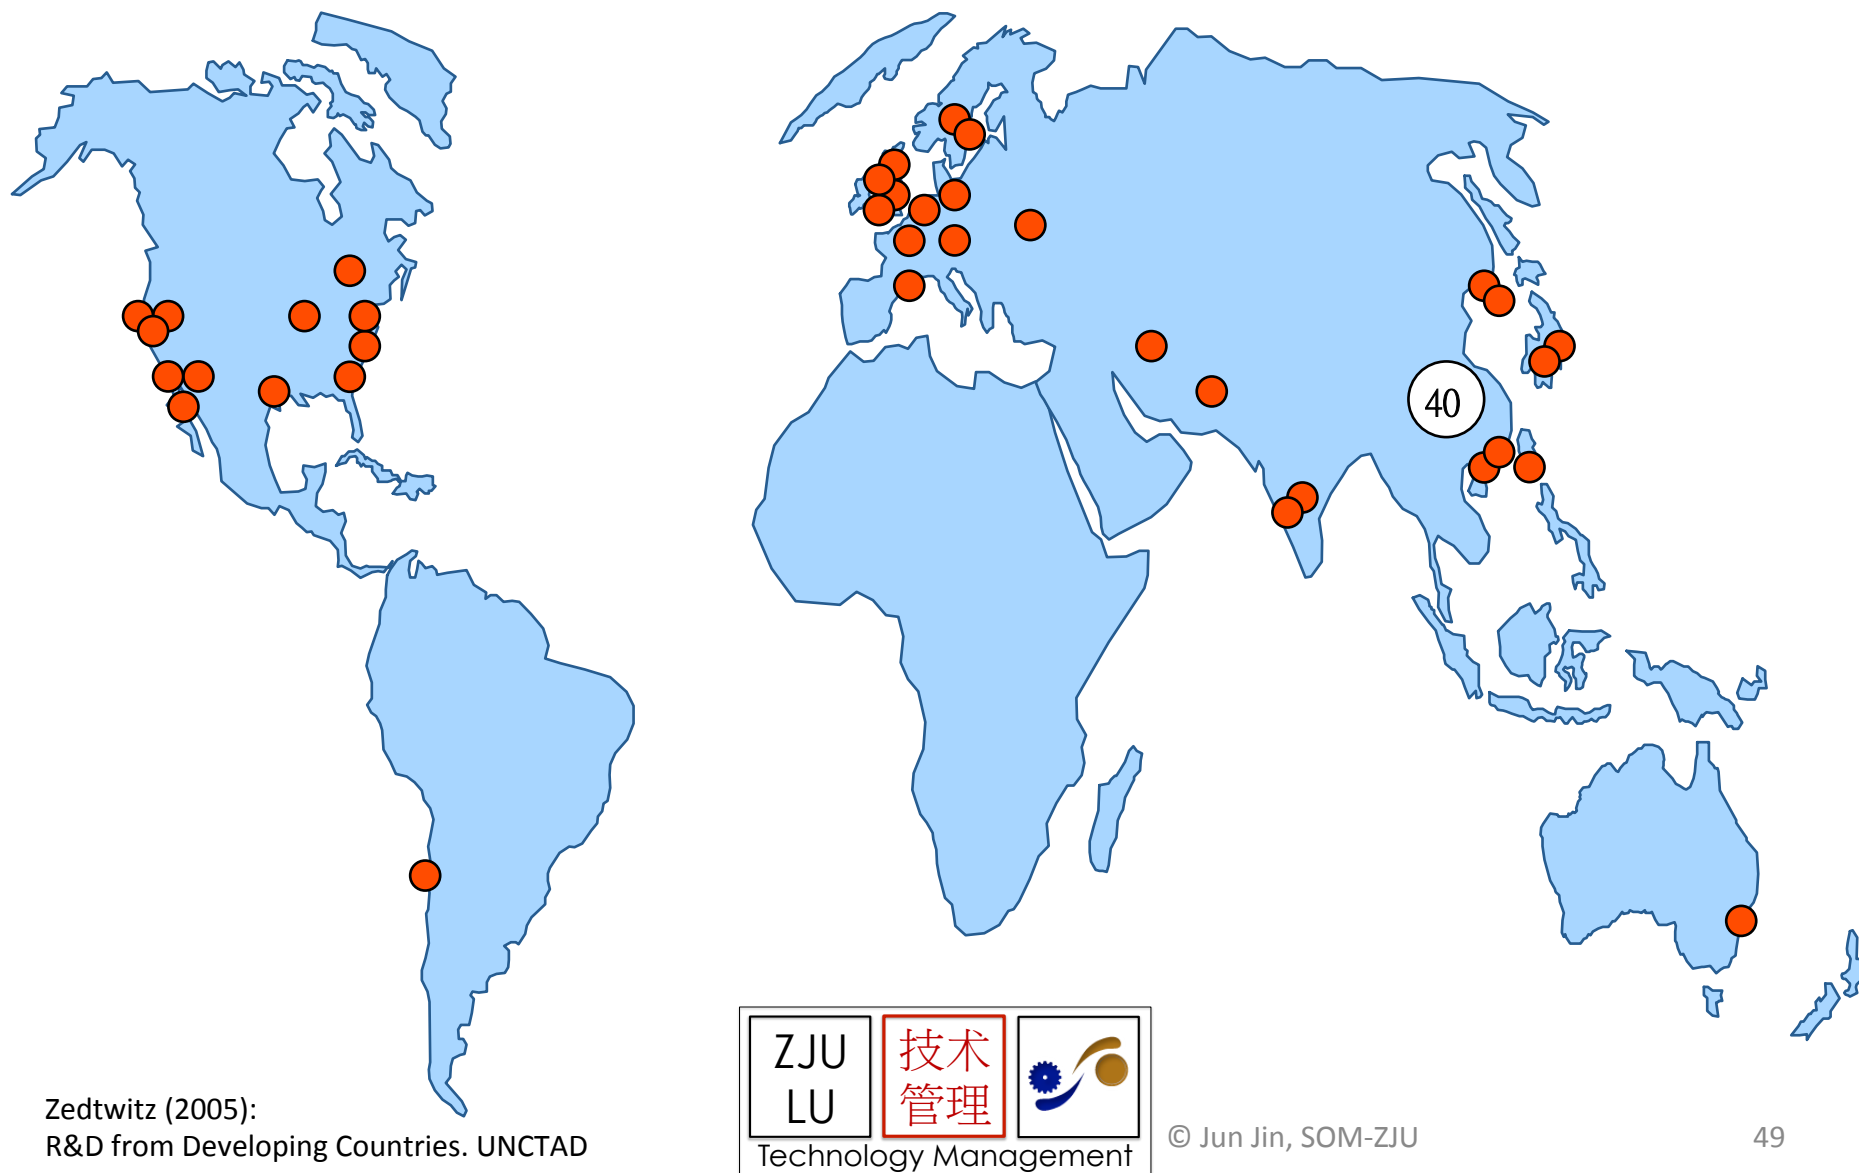 40
ZJU
LU
技术
管理
Technology Management
Zedtwitz (2005):
R&D from Developing Countries. UNCTAD
© Jun Jin, SOM-ZJU
49